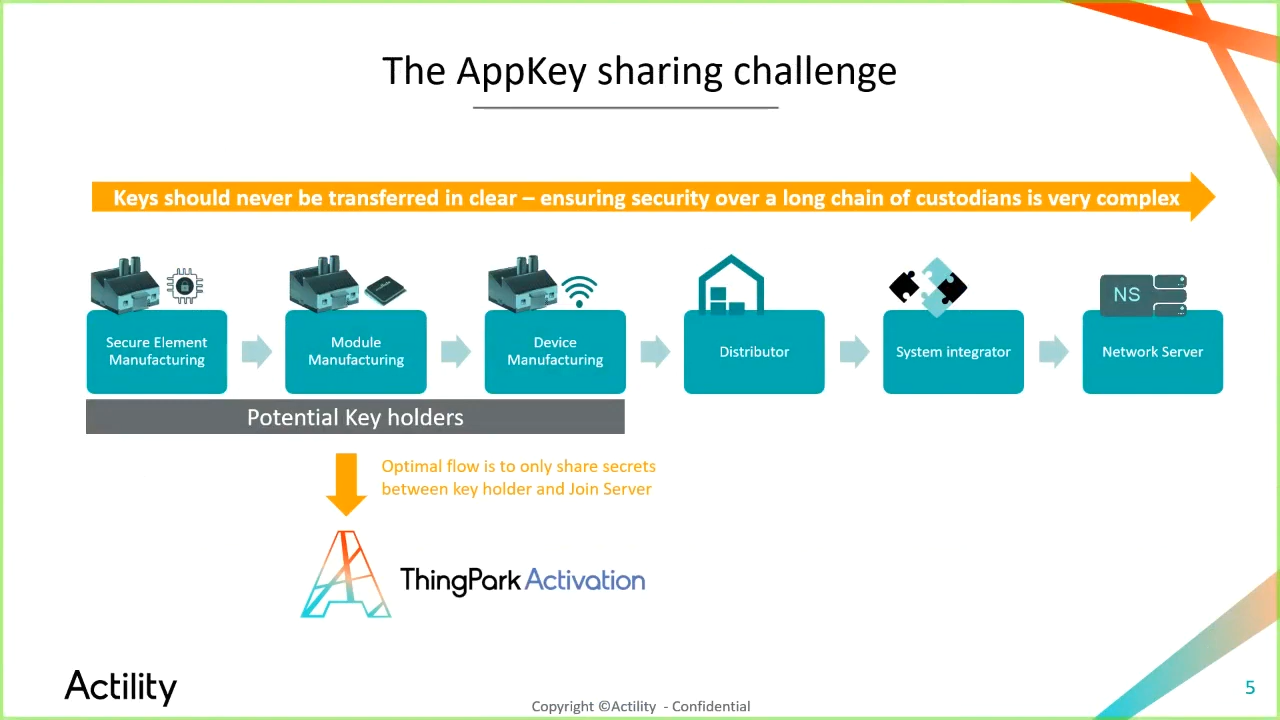 The AppKey sharing challenge
Keys should never be transferred in clear – ensuring security over a long chain of custodians is very complex
NS
Secure Element
Manufacturing
Module
Manufacturing
Device
Manufacturing
Distributor
System integrator
Network Server
Potential Key holders
Optimal flow is to only share secrets
between key holder and Join Server
ThingPark Activation
Actility
Copyright ©Actility - Confidential
5